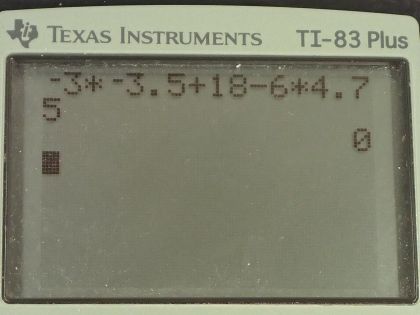 TEXAS INSTRUMENTS TI-83 Plus
-3*-3.5+18-6*4.7
5
0